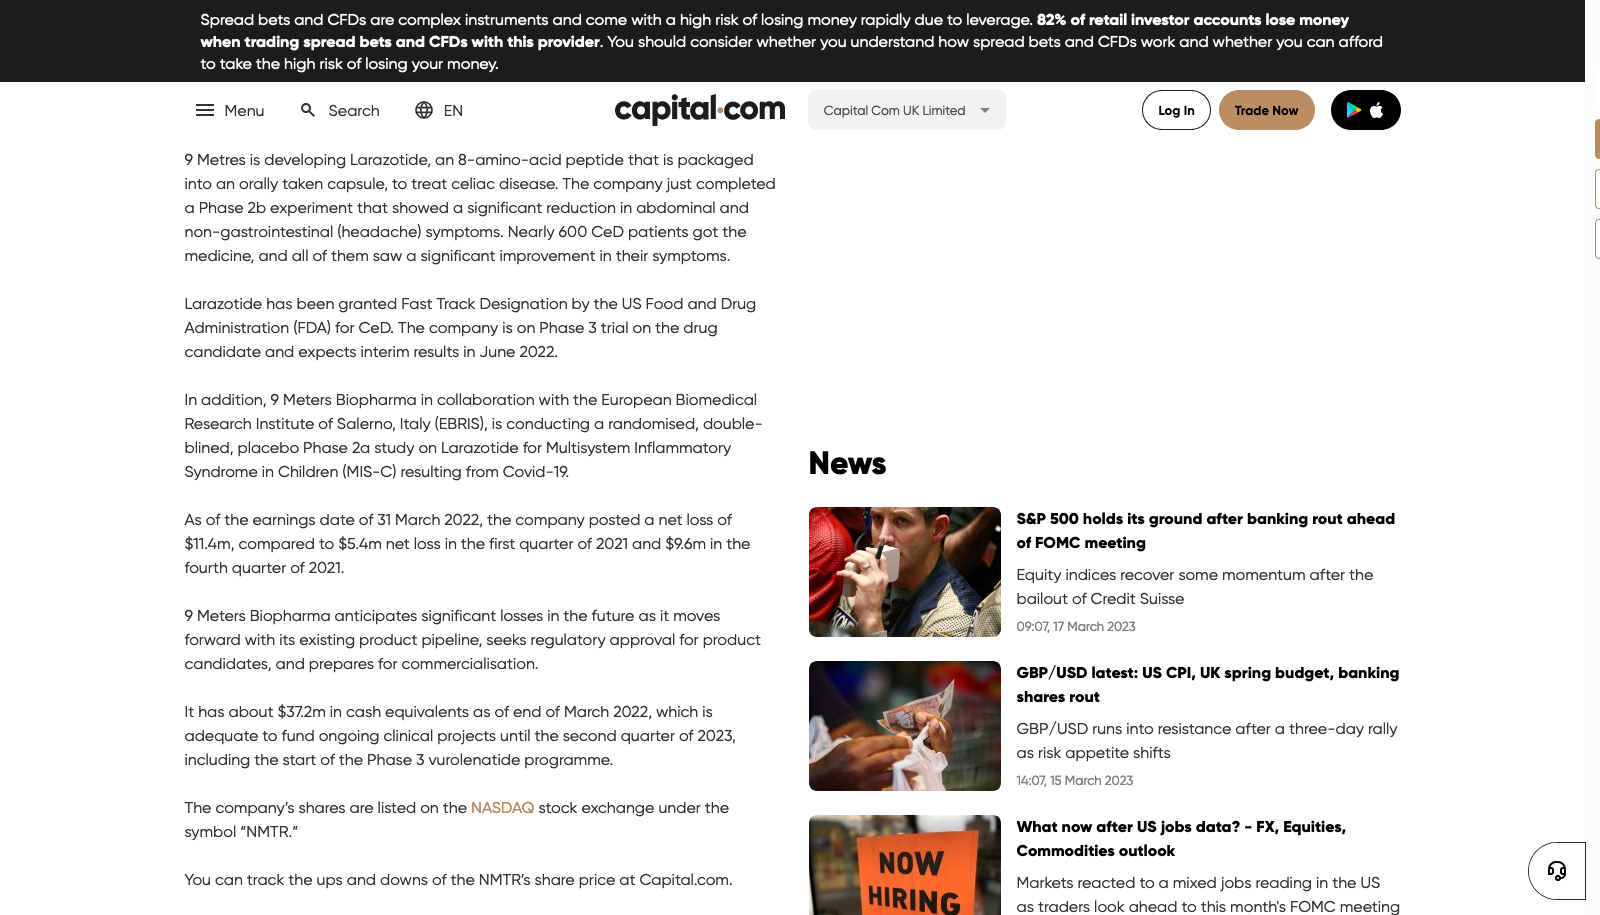 Spread bets and CFDs are complex instruments and come with a high risk of losing money rapidly due to leverage. 82% of retail investor accounts lose money
when trading spread bets and CFDs with this provider. You should consider whether you understand how spread bets and CFDs work and whether you can afford
to take the high risk of losing your money.
Menu
Search
EN
capital.com
Capital Com UK Limited
Log In
Trade Now
9 Metres is developing Larazotide, an 8-amino-acid peptide that is packaged
into an orally taken capsule, to treat celiac disease. The company just completed
a Phase 2b experiment that showed a significant reduction in abdominal and
non-gastrointestinal (headache) symptoms. Nearly 600 CeD patients got the
medicine, and all of them saw a significant improvement in their symptoms.
Larazotide has been granted Fast Track Designation by the US Food and Drug
Administration (FDA) for CeD. The company is on Phase 3 trial on the drug
candidate and expects interim results in June 2022.
In addition, 9 Meters Biopharma in collaboration with the European Biomedical
Research Institute of Salerno, Italy (EBRIS), is conducting a randomised, double-
blined, placebo Phase 2a study on Larazotide for Multisystem Inflammatory
Syndrome in Children (MIS-C) resulting from Covid-19.
As of the earnings date of 31 March 2022, the company posted a net loss of
$11.4m, compared to $5.4m net loss in the first quarter of 2021 and $9.6m in the
fourth quarter of 2021.
9 Meters Biopharma anticipates significant losses in the future as it moves
forward with its existing product pipeline, seeks regulatory approval for product
candidates, and prepares for commercialisation.
It has about $37.2m in cash equivalents as of end of March 2022, which is
adequate to fund ongoing clinical projects until the second quarter of 2023,
including the start of the Phase 3 vurolenatide programme.
The company's shares are listed on the NASDAQ stock exchange under the
symbol “NMTR.”
You can track the ups and downs of the NMTR's share price at Capital.com.
News
S&P 500 holds its ground after banking rout ahead
of FOMC meeting
Equity indices recover some momentum after the
bailout of Credit Suisse
09:07, 17 March 2023
GBP/USD latest: US CPI, UK spring budget, banking
shares rout
GBP/USD runs into resistance after a three-day rally
as risk appetite shifts
14:07, 15 March 2023
NOW
HIRING
What now after US jobs data? - FX, Equities,
Commodities outlook
Markets reacted to a mixed jobs reading in the US
as traders look ahead to this month's FOMC meeting